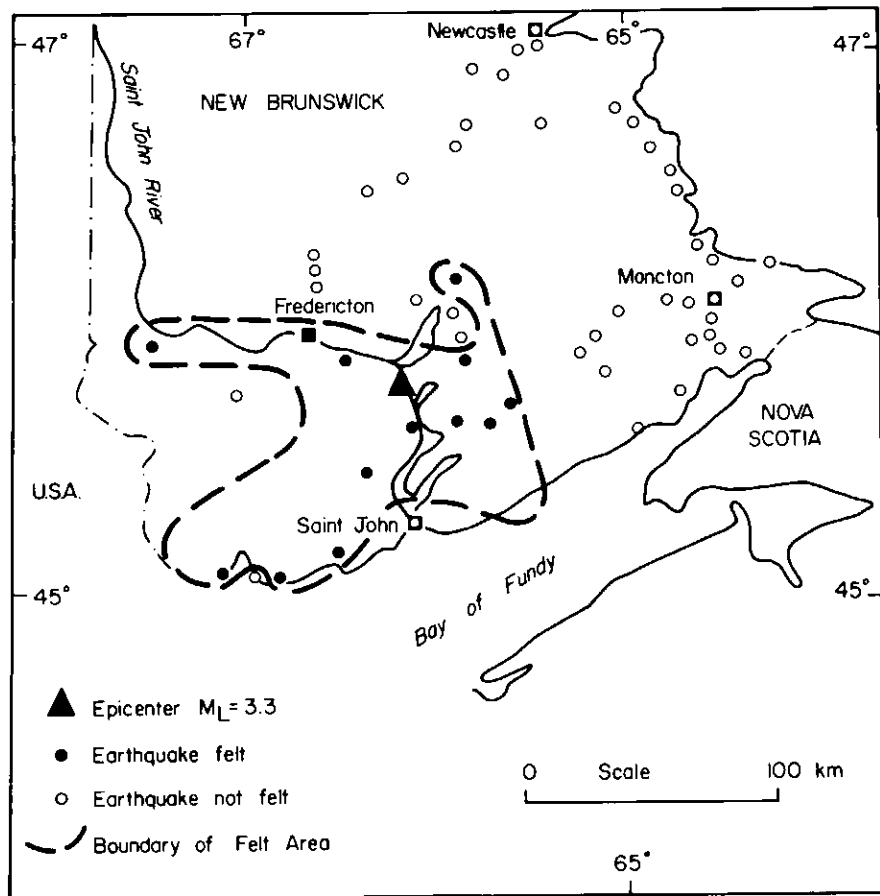 47°
67°
Newcastle
65°
47°
Saint John River
NEW BRUNSWICK
Moncton
Fredericton
NOVA
SCOTIA
U.S.A.
Saint John
45°
Bay of Fundy
45°
Epicenter ML=3.3
Earthquake felt
Earthquake not felt
Boundary of Felt Area
0 Scale 100 km
65°